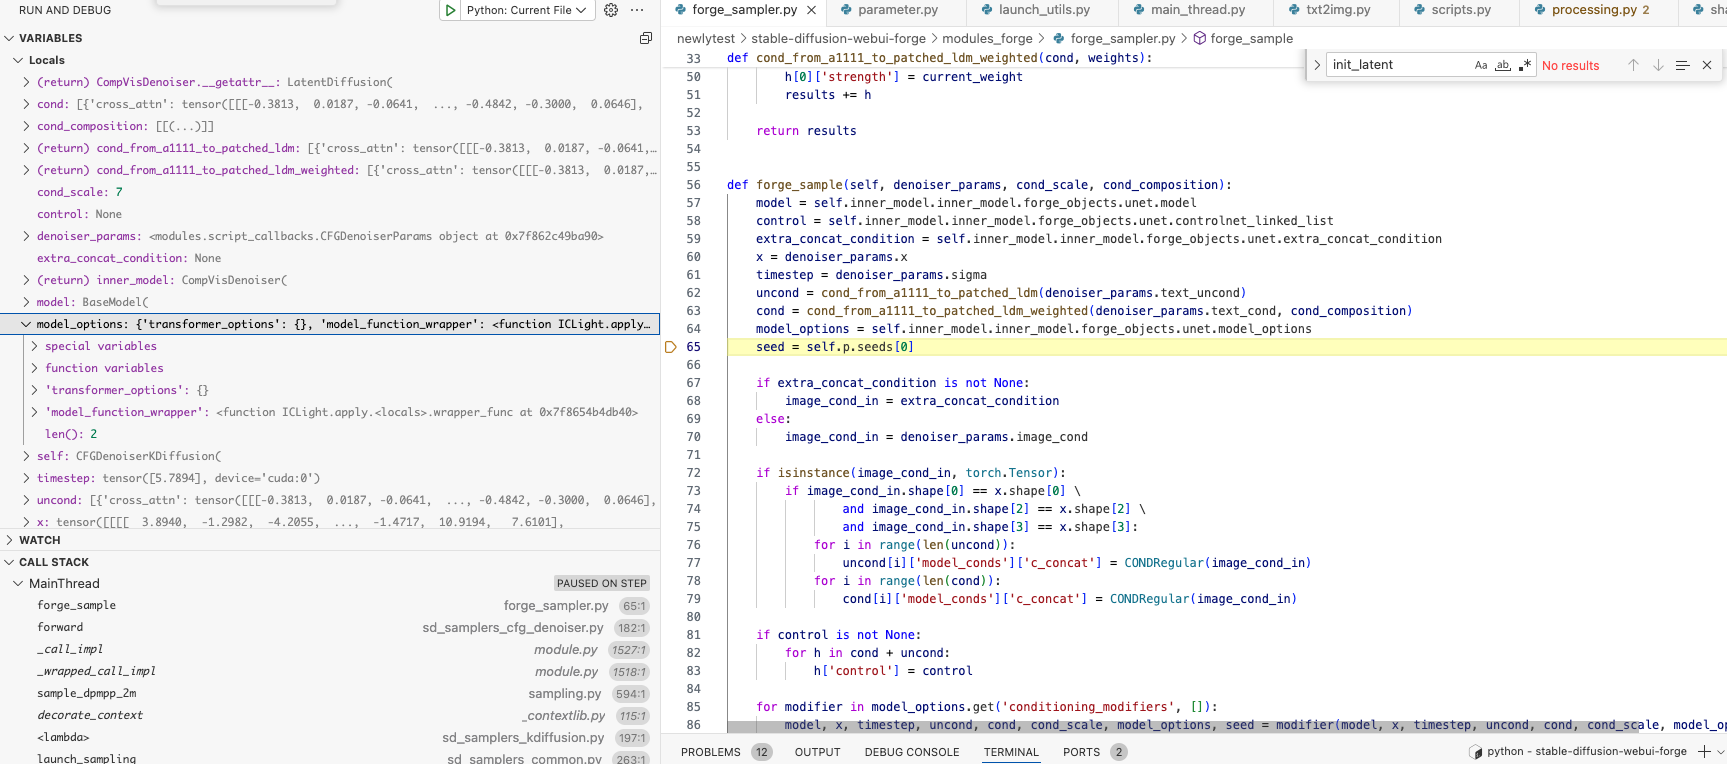 RUN AND DEBUG
Python: Current File
VARIABLES
Locals
(return) CompVisDenoiser.__getattr__: LatentDiffusion(
cond: [{'cross_attn': tensor([[[-0.3813, 0.0187, -0.0641, ..., -0.4842, -0.3000, 0.0646],
cond_composition: [[(...)]]
(return) cond_from_a1111_to_patched_ldm: [{'cross_attn': tensor([[[-0.3813, 0.0187, -0.0641,...
(return) cond_from_a1111_to_patched_ldm_weighted: [{'cross_attn': tensor([[[-0.3813, 0.0187,...
cond_scale: 7
control: None
denoiser_params: <modules.script_callbacks.CFGDenoiserParams object at 0x7f862c49ba90>
extra_concat_condition: None
(return) inner_model: CompVisDenoiser(
model: BaseModel(
model_options: {'transformer_options': {}, 'model_function_wrapper': <function ICLight.apply...
special variables
function variables
'transformer_options': {}
'model_function_wrapper': <function ICLight.apply.<locals>.wrapper_func at 0x7f8654b4db40>
len(): 2
self: CFGDenoiserKDiffusion(
timestep: tensor([5.7894], device='cuda:0')
uncond: [{'cross_attn': tensor([[[-0.3813, 0.0187, -0.0641, ..., -0.4842, -0.3000, 0.0646],
x: tensor([[[[ 3.8940, -1.2982, -4.2055, ..., -1.4717, 10.9194, 7.6101],
WATCH
CALL STACK
MainThread PAUSED ON STEP
forge_sample forge_sampler.py 65:1
forward sd_samplers_cfg_denoiser.py 182:1
_call_impl module.py 1527:1
_wrapped_call_impl module.py 1518:1
sample_dpmpp_2m sampling.py 594:1
decorate_context _contextlib.py 115:1
<lambda> sd_samplers_kdiffusion.py 197:1
launch_sampling sd_samplers_common.py 263:1
forge_sampler.py parameter.py launch_utils.py main_thread.py txt2img.py scripts.py processing.py 2 sha
newlytest > stable-diffusion-webui-forge > modules_forge > forge_sampler.py > forge_sample
init_latent Aa ab .* No results
33 def cond_from_a1111_to_patched_ldm_weighted(cond, weights):
50 h[0]['strength'] = current_weight
51 results += h
52
53 return results
54
55
56 def forge_sample(self, denoiser_params, cond_scale, cond_composition):
57 model = self.inner_model.inner_model.forge_objects.unet.model
58 control = self.inner_model.inner_model.forge_objects.unet.controlnet_linked_list
59 extra_concat_condition = self.inner_model.inner_model.forge_objects.unet.extra_concat_condition
60 x = denoiser_params.x
61 timestep = denoiser_params.sigma
62 uncond = cond_from_a1111_to_patched_ldm(denoiser_params.text_uncond)
63 cond = cond_from_a1111_to_patched_ldm_weighted(denoiser_params.text_cond, cond_composition)
64 model_options = self.inner_model.inner_model.forge_objects.unet.model_options
65 seed = self.p.seeds[0]
66
67 if extra_concat_condition is not None:
68 image_cond_in = extra_concat_condition
69 else:
70 image_cond_in = denoiser_params.image_cond
71
72 if isinstance(image_cond_in, torch.Tensor):
73 if image_cond_in.shape[0] == x.shape[0] \
74 and image_cond_in.shape[2] == x.shape[2] \
75 and image_cond_in.shape[3] == x.shape[3]:
76 for i in range(len(uncond)):
77 uncond[i]['model_conds']['c_concat'] = CONDRegular(image_cond_in)
78 for i in range(len(cond)):
79 cond[i]['model_conds']['c_concat'] = CONDRegular(image_cond_in)
80
81 if control is not None:
82 for h in cond + uncond:
83 h['control'] = control
84
85 for modifier in model_options.get('conditioning_modifiers', []):
86 model, x, timestep, uncond, cond, cond_scale, model_options, seed = modifier(model, x, timestep, uncond, cond, cond_scale, model_op
PROBLEMS 12 OUTPUT DEBUG CONSOLE TERMINAL PORTS 2 python - stable-diffusion-webui-forge